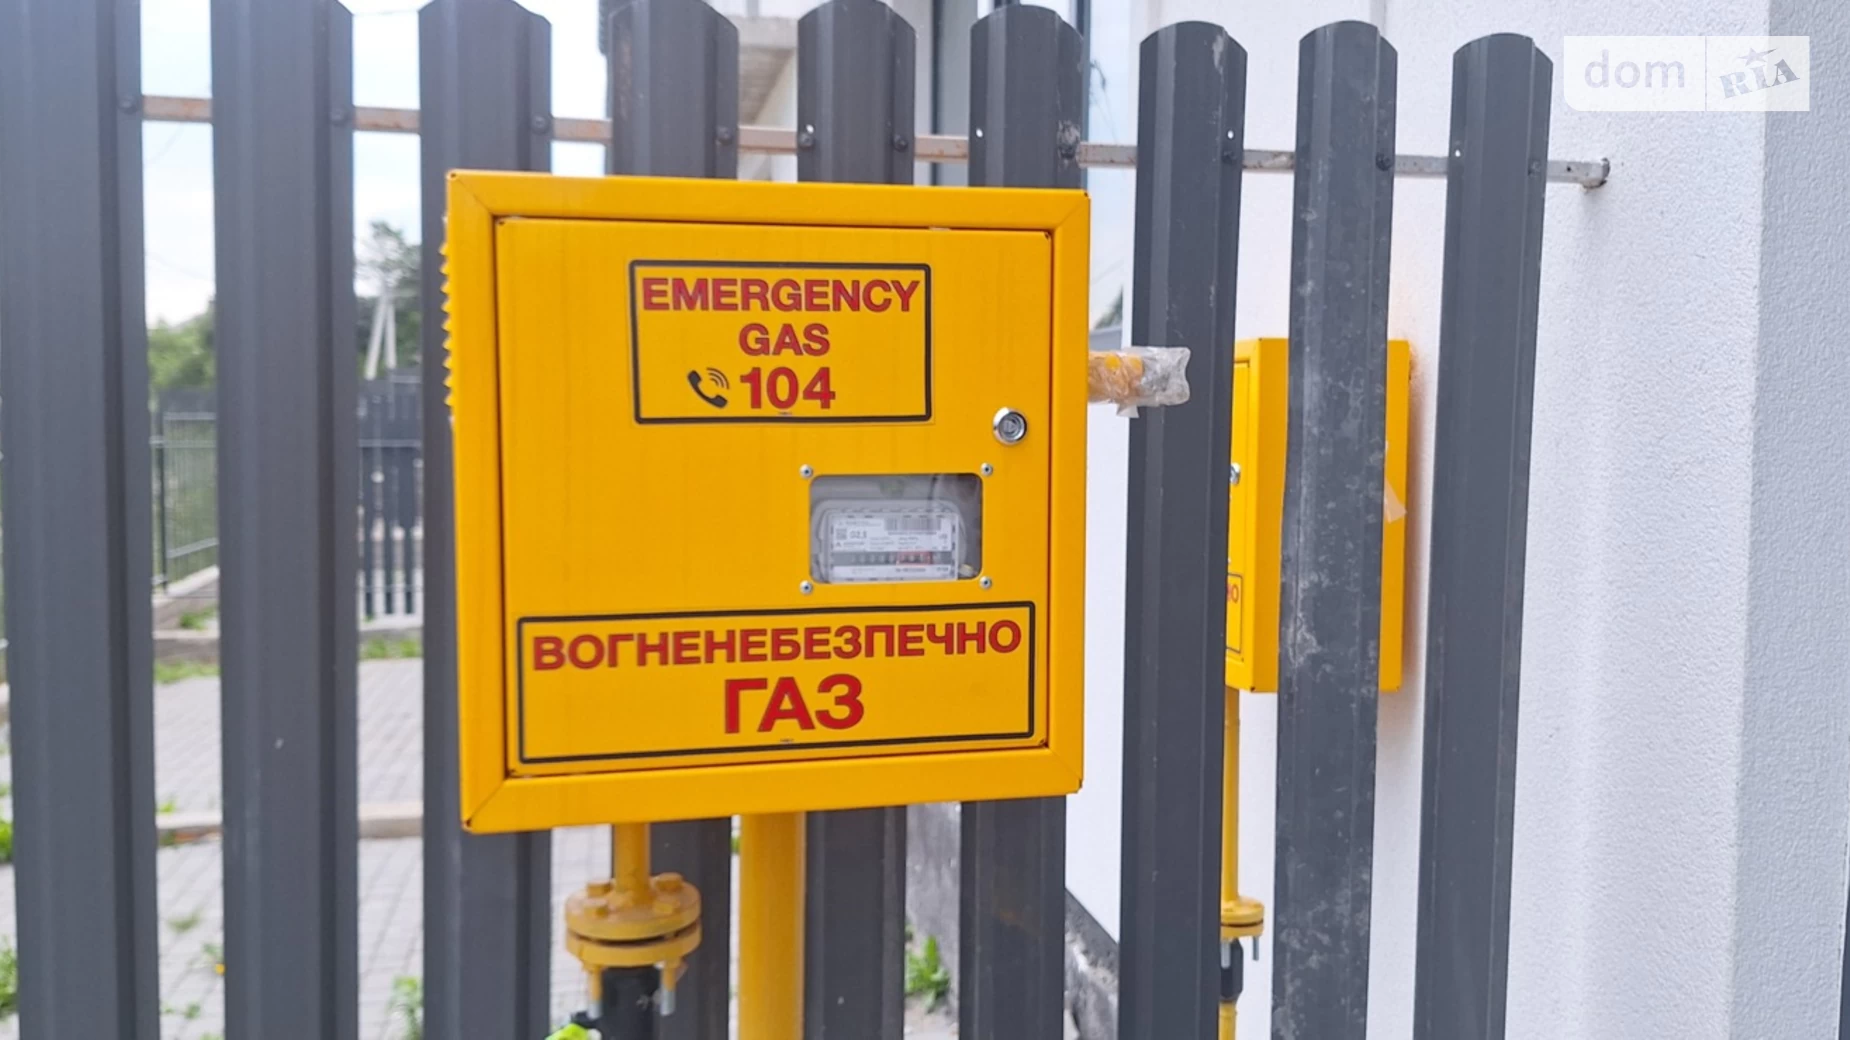 dom RIA
EMERGENCY
GAS
104
ВОГНЕНЕБЕЗПЕЧНО
ГАЗ